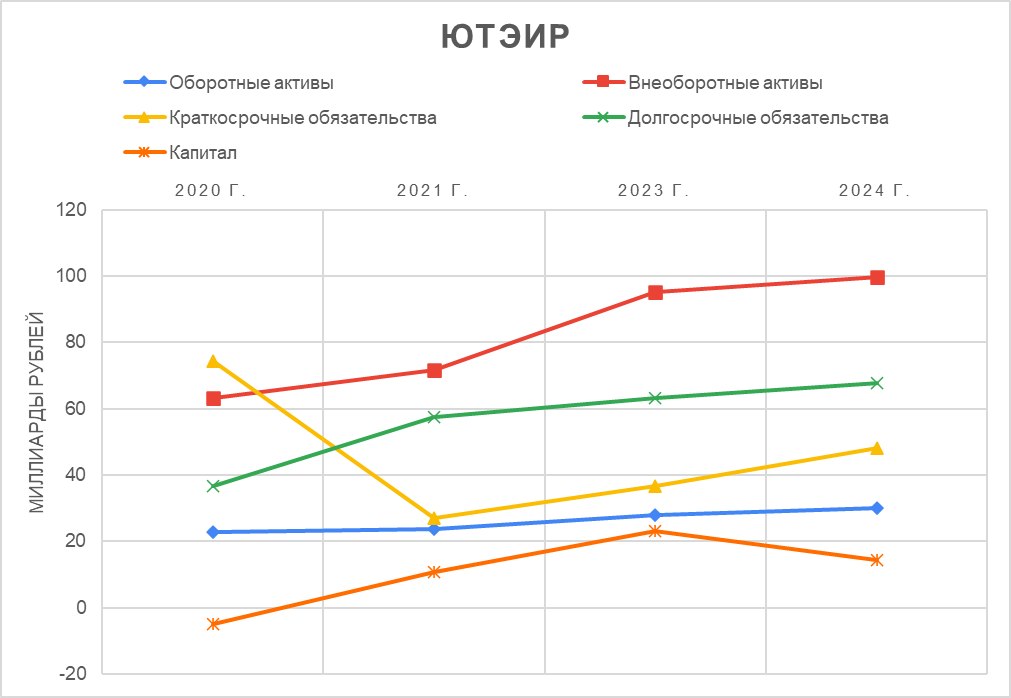 ЮТЭИР
Оборотные активы
Внеоборотные активы
Краткосрочные обязательства
Долгосрочные обязательства
Капитал
2020 Г. 2021 Г. 2023 Г. 2024 Г.
МИЛЛИАРДЫ РУБЛЕЙ
120
100
80
60
40
20
0
-20